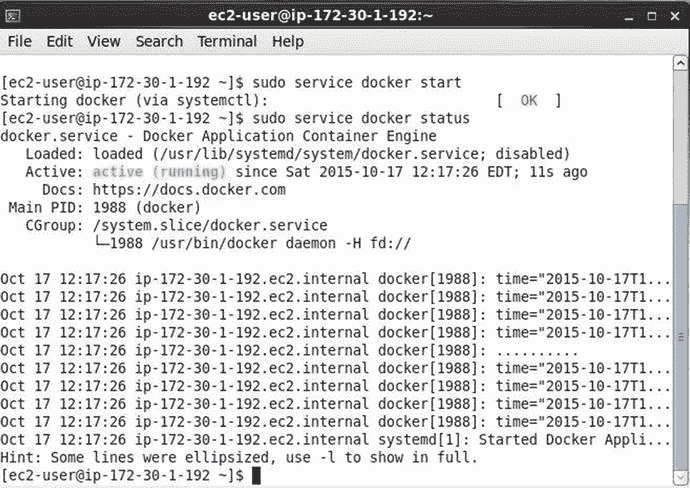 ec2-user@ip-172-30-1-192:~
File Edit View Search Terminal Help
[ec2-user@ip-172-30-1-192 ~]$ sudo service docker start
Starting docker (via systemctl): [ OK ]
[ec2-user@ip-172-30-1-192 ~]$ sudo service docker status
docker.service - Docker Application Container Engine
Loaded: loaded (/usr/lib/systemd/system/docker.service; disabled)
Active: active (running) since Sat 2015-10-17 12:17:26 EDT; 11s ago
Docs: https://docs.docker.com
Main PID: 1988 (docker)
CGroup: /system.slice/docker.service
└─1988 /usr/bin/docker daemon -H fd://
Oct 17 12:17:26 ip-172-30-1-192.ec2.internal docker[1988]: time="2015-10-17T1...
Oct 17 12:17:26 ip-172-30-1-192.ec2.internal docker[1988]: time="2015-10-17T1...
Oct 17 12:17:26 ip-172-30-1-192.ec2.internal docker[1988]: time="2015-10-17T1...
Oct 17 12:17:26 ip-172-30-1-192.ec2.internal docker[1988]: time="2015-10-17T1...
Oct 17 12:17:26 ip-172-30-1-192.ec2.internal docker[1988]: ..........
Oct 17 12:17:26 ip-172-30-1-192.ec2.internal docker[1988]: time="2015-10-17T1...
Oct 17 12:17:26 ip-172-30-1-192.ec2.internal docker[1988]: time="2015-10-17T1...
Oct 17 12:17:26 ip-172-30-1-192.ec2.internal docker[1988]: time="2015-10-17T1...
Oct 17 12:17:26 ip-172-30-1-192.ec2.internal docker[1988]: time="2015-10-17T1...
Oct 17 12:17:26 ip-172-30-1-192.ec2.internal systemd[1]: Started Docker Appli...
Hint: Some lines were ellipsized, use -l to show in full.
[ec2-user@ip-172-30-1-192 ~]$